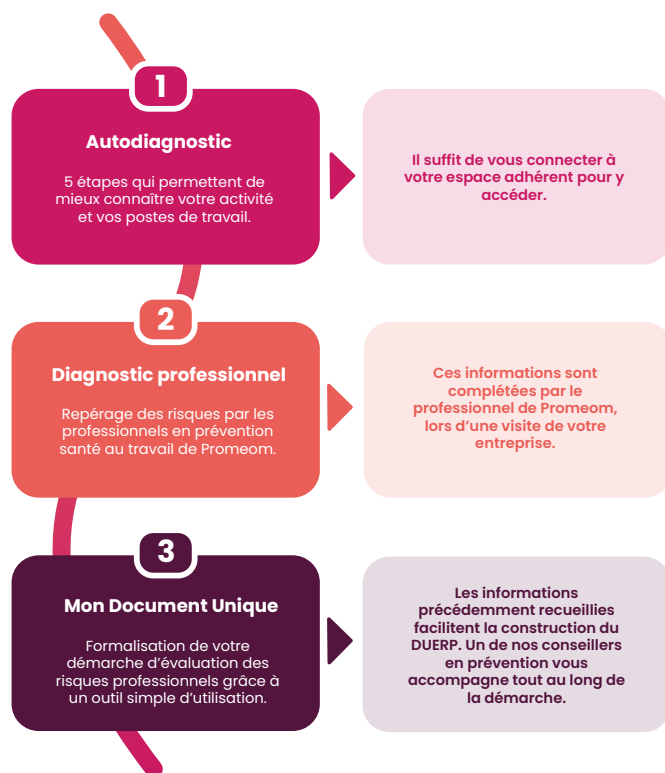 1
Autodiagnostic
5 étapes qui permettent de
mieux connaître votre activité
et vos postes de travail.
Il suffit de vous connecter à
votre espace adhérent pour y
accéder.
2
Diagnostic professionnel
Repérage des risques par les
professionnels en prévention
santé au travail de Promeom.
Ces informations sont
complétées par le
professionnel de Promeom,
lors d’une visite de votre
entreprise.
3
Mon Document Unique
Formalisation de votre
démarche d’évaluation des
risques professionnels grâce à
un outil simple d’utilisation.
Les informations
précédemment recueillies
facilitent la construction du
DUERP. Un de nos conseillers
en prévention vous
accompagne tout au long de
la démarche.